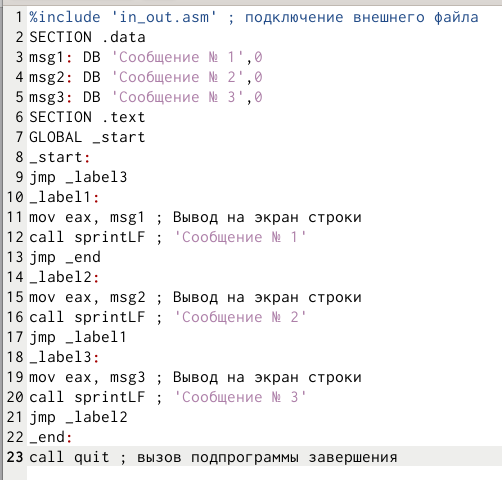 1 %include 'in_out.asm' ; подключение внешнего файла
2 SECTION .data
3 msg1: DB 'Сообщение № 1',0
4 msg2: DB 'Сообщение № 2',0
5 msg3: DB 'Сообщение № 3',0
6 SECTION .text
7 GLOBAL _start
8 _start:
9 jmp _label3
10 _label1:
11 mov eax, msg1 ; Вывод на экран строки
12 call sprintLF ; 'Сообщение № 1'
13 jmp _end
14 _label2:
15 mov eax, msg2 ; Вывод на экран строки
16 call sprintLF ; 'Сообщение № 2'
17 jmp _label1
18 _label3:
19 mov eax, msg3 ; Вывод на экран строки
20 call sprintLF ; 'Сообщение № 3'
21 jmp _label2
22 _end:
23 call quit ; вызов подпрограммы завершения